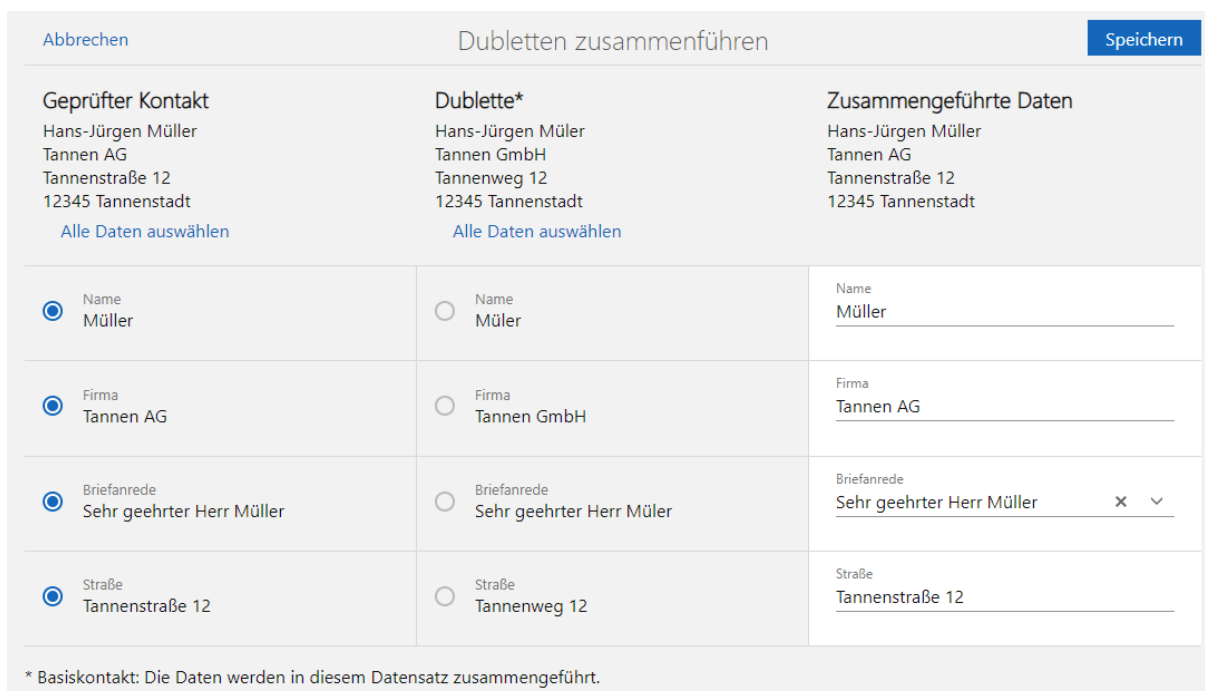 Abbrechen
Dubletten zusammenführen
Speichern
Geprüfter Kontakt
Hans-Jürgen Müller
Tannen AG
Tannenstraße 12
12345 Tannenstadt
Alle Daten auswählen
Dublette*
Hans-Jürgen Müler
Tannen GmbH
Tannenweg 12
12345 Tannenstadt
Alle Daten auswählen
Zusammengeführte Daten
Hans-Jürgen Müller
Tannen AG
Tannenstraße 12
12345 Tannenstadt
Name
Müller
Name
Müler
Name
Müller
Firma
Tannen AG
Firma
Tannen GmbH
Firma
Tannen AG
Briefanrede
Sehr geehrter Herr Müller
Briefanrede
Sehr geehrter Herr Müler
Briefanrede
Sehr geehrter Herr Müller
Straße
Tannenstraße 12
Straße
Tannenweg 12
Straße
Tannenstraße 12
* Basiskontakt: Die Daten werden in diesem Datensatz zusammengeführt.